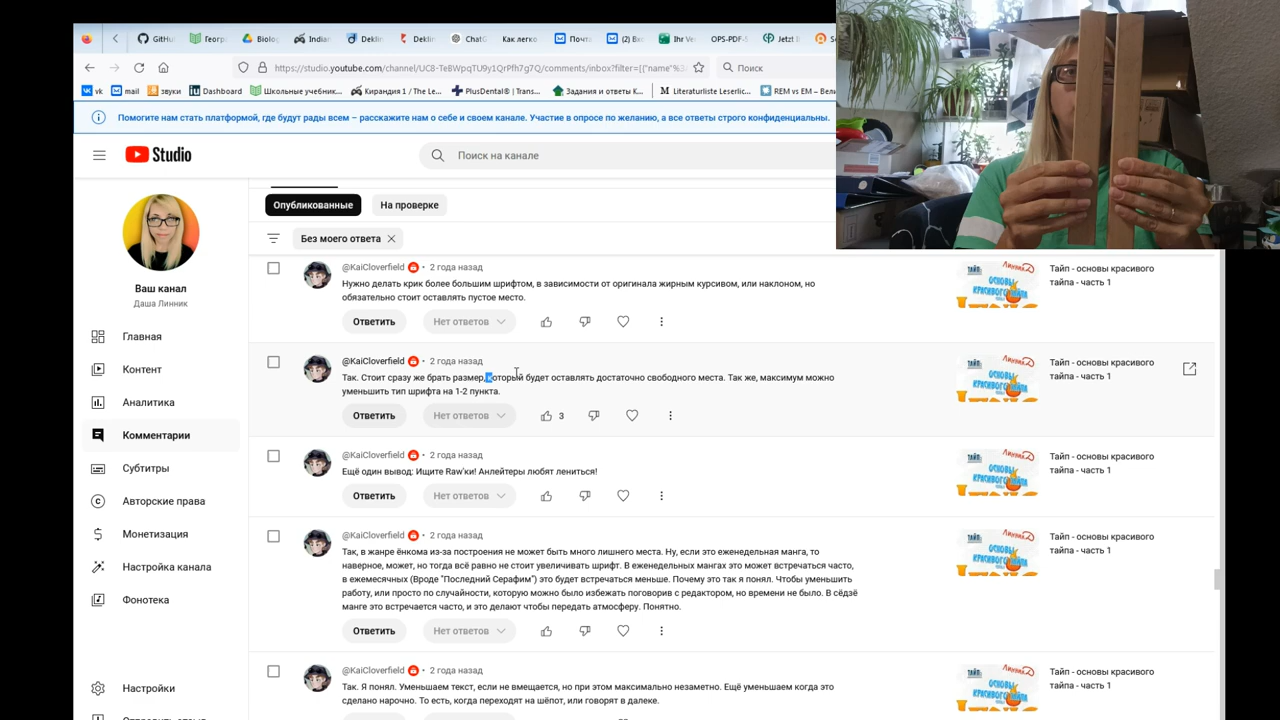 GitHu
Геогр
Биоло
Indian
Deklin
Deklin
ChatG
Как легко
Почта
(2) Вх
Ihr Ve
OPS-PDF-
Jetzt J
https://studio.youtube.com/channel/UC8-TeBWpqTU9y1QrPfh7g7Q/comments/inbox?filter=[{"name"%3
Поиск
vk
mail
звуки
Dashboard
Школьные учебник...
Кирандия 1 / The Le...
PlusDental® | Trans...
Задания и ответы К...
Literaturliste Leserlic...
REM vs EM — Вели
Помогите нам стать платформой, где будут рады всем – расскажите нам о себе и своем канале. Участие в опросе по желанию, а все ответы строго конфиденциальны.
Studio
Поиск на канале
Ваш канал
Даша Линник
Главная
Контент
Аналитика
Комментарии
Субтитры
Авторские права
Монетизация
Настройка канала
Фонотека
Настройки
Опубликованные
На проверке
Без моего ответа
@KaiCloverfield • 2 года назад
Нужно делать крик более большим шрифтом, в зависимости от оригинала жирным курсивом, или наклоном, но
обязательно стоит оставлять пустое место.
Ответить
Нет ответов
Тайп - основы красивого
тайпа - часть 1
@KaiCloverfield • 2 года назад
Так. Стоит сразу же брать размер,который будет оставлять достаточно свободного места. Так же, максимум можно
уменьшить тип шрифта на 1-2 пункта.
Ответить
Нет ответов
3
Тайп - основы красивого
тайпа - часть 1
@KaiCloverfield • 2 года назад
Ещё один вывод: Ищите Raw'ки! Анлейтеры любят лениться!
Ответить
Нет ответов
Тайп - основы красивого
тайпа - часть 1
@KaiCloverfield • 2 года назад
Так, в жанре ёнкома из-за построения не может быть много лишнего места. Ну, если это еженедельная манга, то
наверное, может, но тогда всё равно не стоит увеличивать шрифт. В еженедельных мангах это может встречаться часто,
в ежемесячных (Вроде "Последний Серафим") это будет встречаться меньше. Почему это так я понял. Чтобы уменьшить
работу, или просто по случайности, которую можно было избежать поговорив с редактором, но времени не было. В сёдзё
манге это встречается часто, и это делают чтобы передать атмосферу. Понятно.
Ответить
Нет ответов
Тайп - основы красивого
тайпа - часть 1
@KaiCloverfield • 2 года назад
Так. Я понял. Уменьшаем текст, если не вмещается, но при этом максимально незаметно. Ещё уменьшаем когда это
сделано нарочно. То есть, когда переходят на шёпот, или говорят в далеке.
Тайп - основы красивого
тайпа - часть 1